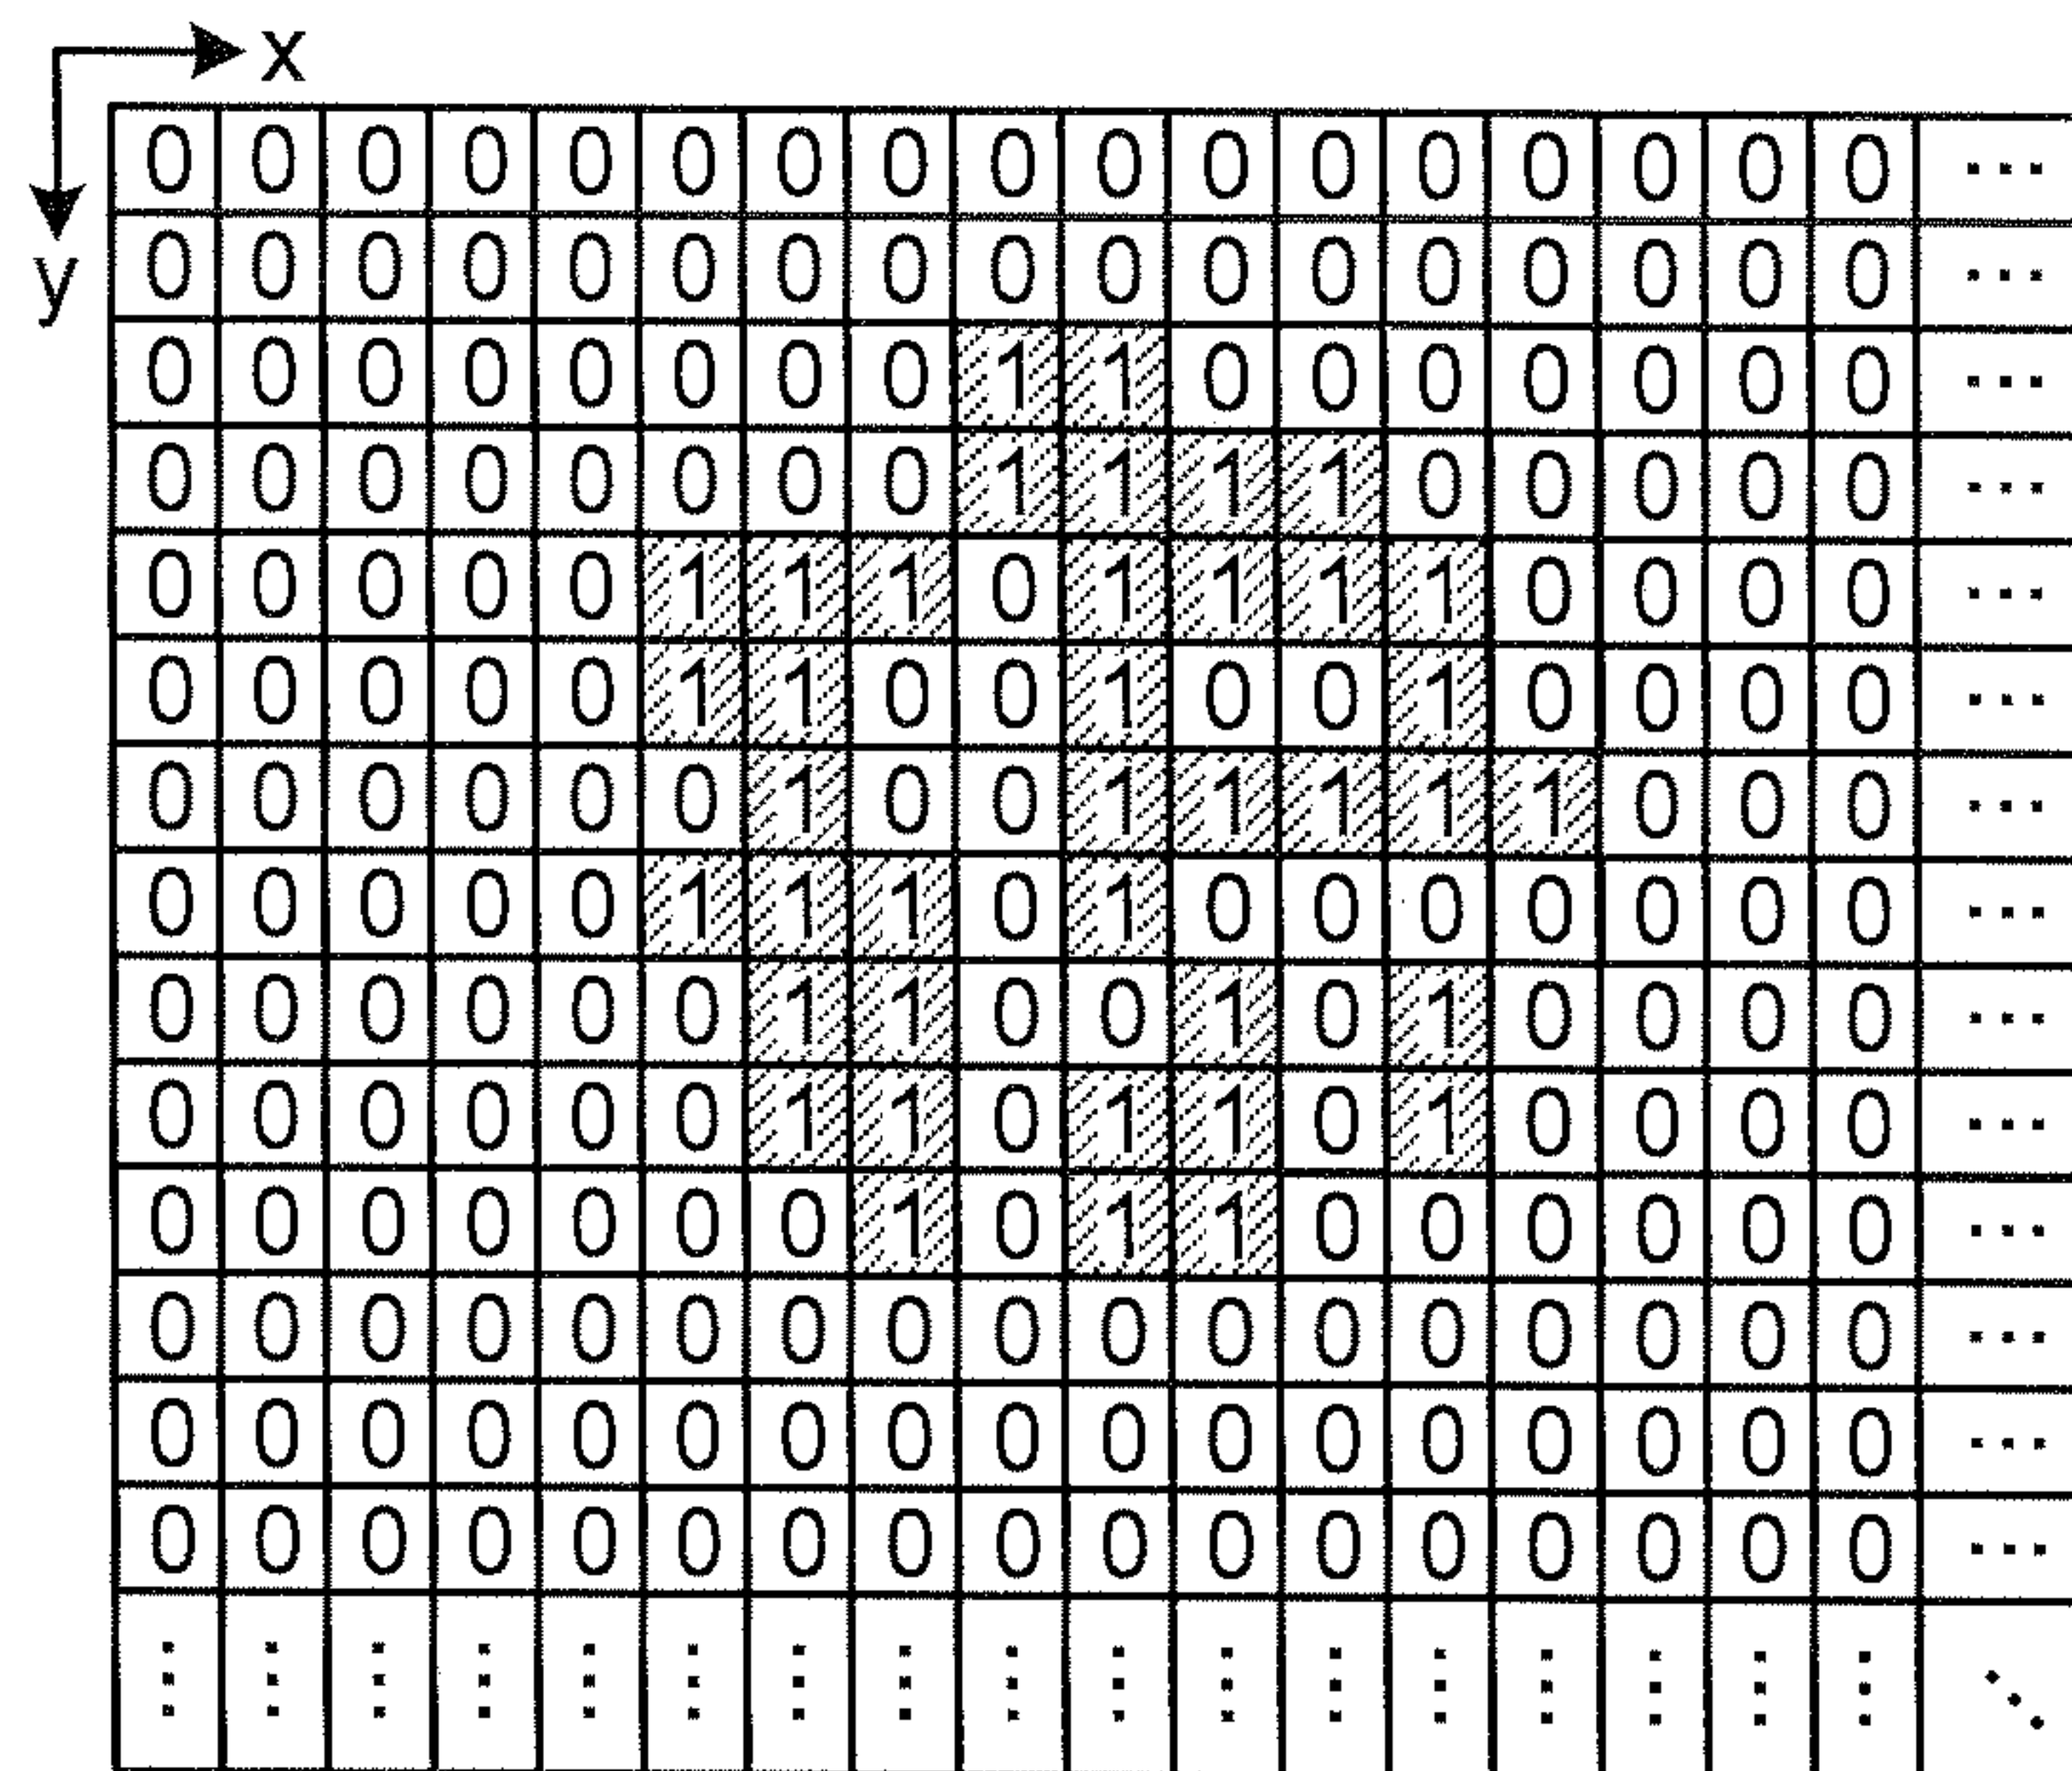 x
y
0 0 0 0 0 0 0 0 0 0 0 0 0 0 0 0 0 ...
0 0 0 0 0 0 0 0 0 0 0 0 0 0 0 0 0 ...
0 0 0 0 0 0 0 0 1 1 0 0 0 0 0 0 0 ...
0 0 0 0 0 0 0 0 1 1 1 1 0 0 0 0 0 ...
0 0 0 0 0 1 1 1 0 1 1 1 1 0 0 0 0 ...
0 0 0 0 0 1 1 0 0 1 0 0 1 0 0 0 0 ...
0 0 0 0 0 0 1 0 0 1 1 1 1 1 0 0 0 ...
0 0 0 0 0 1 1 1 0 1 0 0 0 0 0 0 0 ...
0 0 0 0 0 0 1 1 0 0 1 0 1 0 0 0 0 ...
0 0 0 0 0 0 1 1 0 1 1 0 1 0 0 0 0 ...
0 0 0 0 0 0 0 1 0 1 1 0 0 0 0 0 0 ...
0 0 0 0 0 0 0 0 0 0 0 0 0 0 0 0 0 ...
0 0 0 0 0 0 0 0 0 0 0 0 0 0 0 0 0 ...
0 0 0 0 0 0 0 0 0 0 0 0 0 0 0 0 0 ...
⋮ ⋮ ⋮ ⋮ ⋮ ⋮ ⋮ ⋮ ⋮ ⋮ ⋮ ⋮ ⋮ ⋮ ⋮ ⋮ ⋮ ⋱